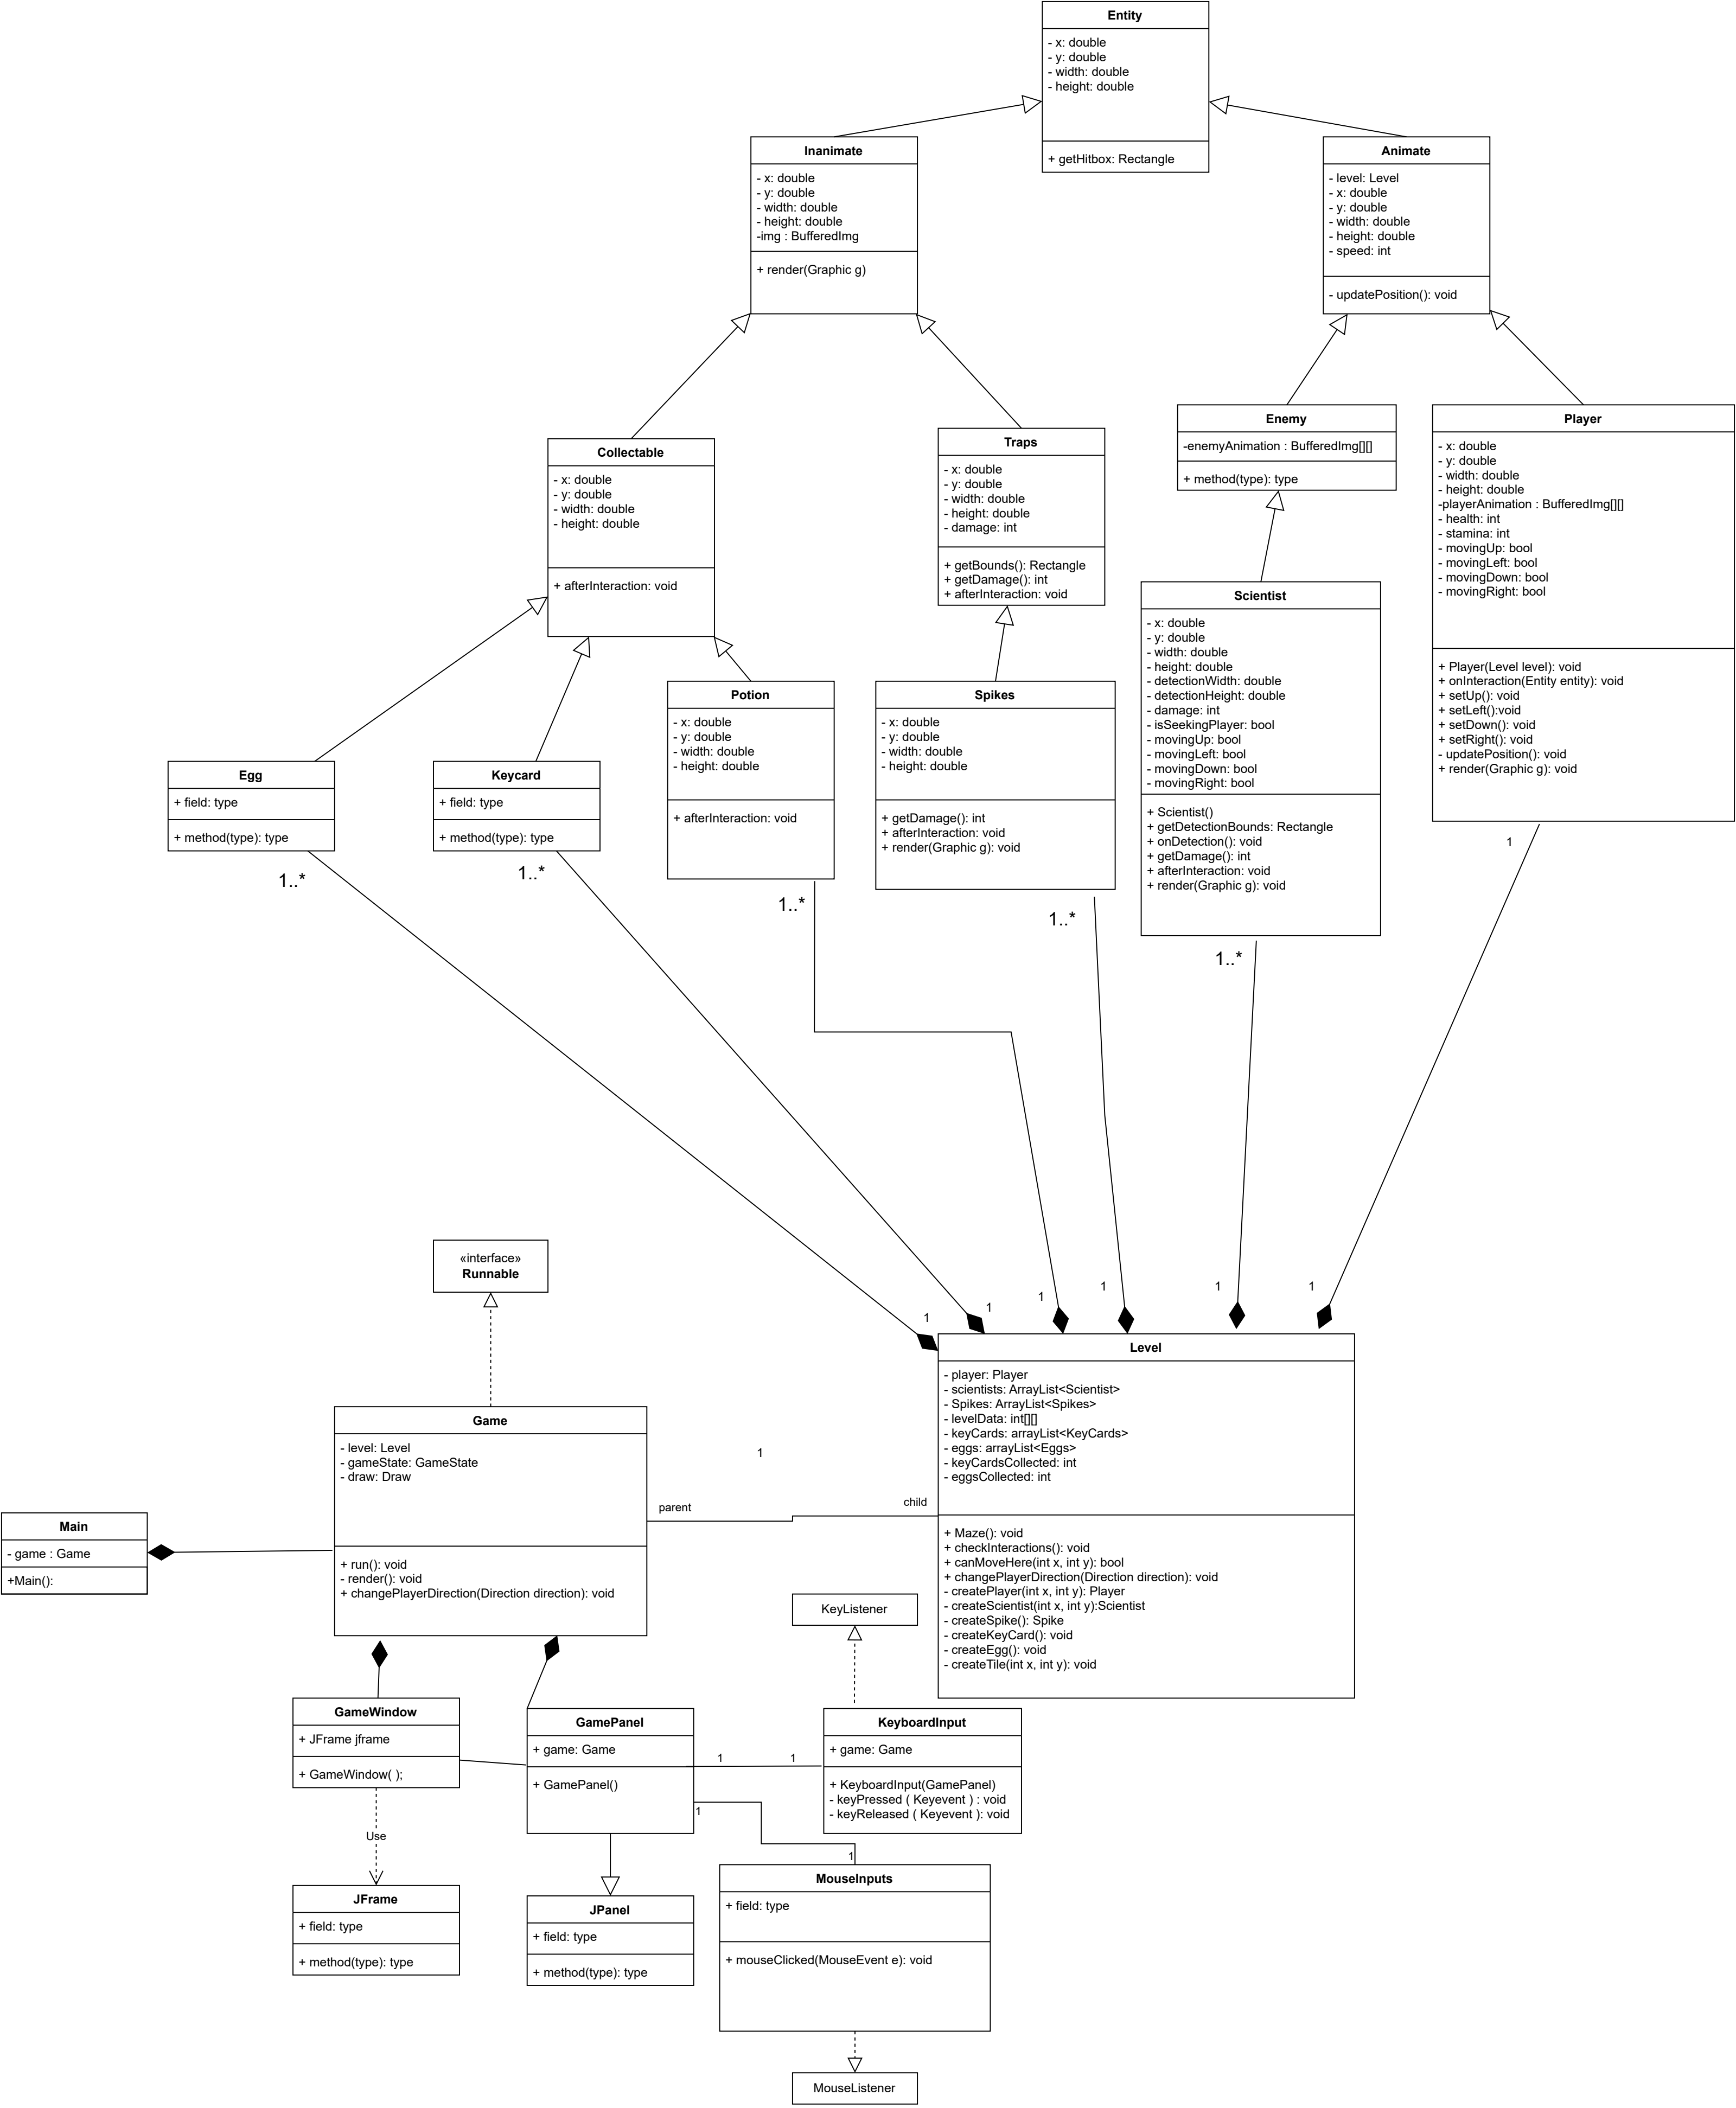 Entity
- x: double
- y: double
- width: double
- height: double
+ getHitbox: Rectangle
Inanimate
- x: double
- y: double
- width: double
- height: double
-img : BufferedImg
+ render(Graphic g)
Animate
- level: Level
- x: double
- y: double
- width: double
- height: double
- speed: int
- updatePosition(): void
Collectable
- x: double
- y: double
- width: double
- height: double
+ afterInteraction: void
Traps
- x: double
- y: double
- width: double
- height: double
- damage: int
+ getBounds(): Rectangle
+ getDamage(): int
+ afterInteraction: void
Enemy
-enemyAnimation : BufferedImg[][]
+ method(type): type
Player
- x: double
- y: double
- width: double
- height: double
-playerAnimation : BufferedImg[][]
- health: int
- stamina: int
- movingUp: bool
- movingLeft: bool
- movingDown: bool
- movingRight: bool
+ Player(Level level): void
+ onInteraction(Entity entity): void
+ setUp(): void
+ setLeft():void
+ setDown(): void
+ setRight(): void
- updatePosition(): void
+ render(Graphic g): void
Egg
+ field: type
+ method(type): type
Keycard
+ field: type
+ method(type): type
Potion
- x: double
- y: double
- width: double
- height: double
+ afterInteraction: void
Spikes
- x: double
- y: double
- width: double
- height: double
+ getDamage(): int
+ afterInteraction: void
+ render(Graphic g): void
Scientist
- x: double
- y: double
- width: double
- height: double
- detectionWidth: double
- detectionHeight: double
- damage: int
- isSeekingPlayer: bool
- movingUp: bool
- movingLeft: bool
- movingDown: bool
- movingRight: bool
+ Scientist()
+ getDetectionBounds: Rectangle
+ onDetection(): void
+ getDamage(): int
+ afterInteraction: void
+ render(Graphic g): void
1..*
1..*
1..*
1..*
1..*
1
1
1
1
1
1
1
«interface»
Runnable
Game
- level: Level
- gameState: GameState
- draw: Draw
+ run(): void
- render(): void
+ changePlayerDirection(Direction direction): void
1
parent
child
Level
- player: Player
- scientists: ArrayList<Scientist>
- Spikes: ArrayList<Spikes>
- levelData: int[][]
- keyCards: arrayList<KeyCards>
- eggs: arrayList<Eggs>
- keyCardsCollected: int
- eggsCollected: int
+ Maze(): void
+ checkInteractions(): void
+ canMoveHere(int x, int y): bool
+ changePlayerDirection(Direction direction): void
- createPlayer(int x, int y): Player
- createScientist(int x, int y):Scientist
- createSpike(): Spike
- createKeyCard(): void
- createEgg(): void
- createTile(int x, int y): void
Main
- game : Game
+Main():
KeyListener
GameWindow
+ JFrame jframe
+ GameWindow( );
GamePanel
+ game: Game
+ GamePanel()
1
1
KeyboardInput
+ game: Game
+ KeyboardInput(GamePanel)
- keyPressed ( Keyevent ) : void
- keyReleased ( Keyevent ): void
1
1
Use
JFrame
+ field: type
+ method(type): type
JPanel
+ field: type
+ method(type): type
MouseInputs
+ field: type
+ mouseClicked(MouseEvent e): void
MouseListener